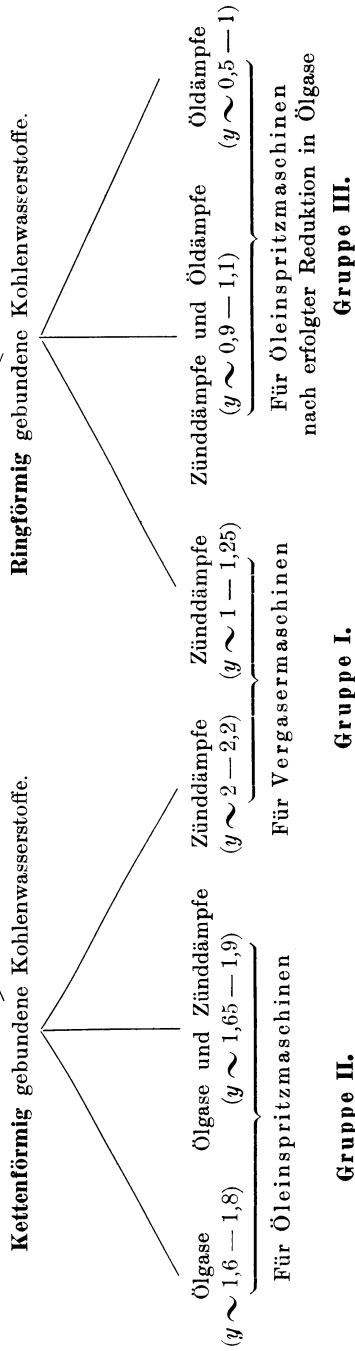 Kettenförmig gebundene Kohlenwasserstoffe.
Ringförmig gebundene Kohlenwasserstoffe.
Ölgase
(y ∼ 1,6 — 1,8)
Ölgase und Zünddämpfe
(y ∼ 1,65 — 1,9)
Zünddämpfe
(y ∼ 2 — 2,2)
Zünddämpfe
(y ∼ 1 — 1,25)
Zünddämpfe und Öldämpfe
(y ∼ 0,9 — 1,1)
Öldämpfe
(y ∼ 0,5 — 1)
Für Öleinspritzmaschinen
Für Vergasermaschinen
Für Öleinspritzmaschinen
nach erfolgter Reduktion in Ölgase
Gruppe II.
Gruppe I.
Gruppe III.